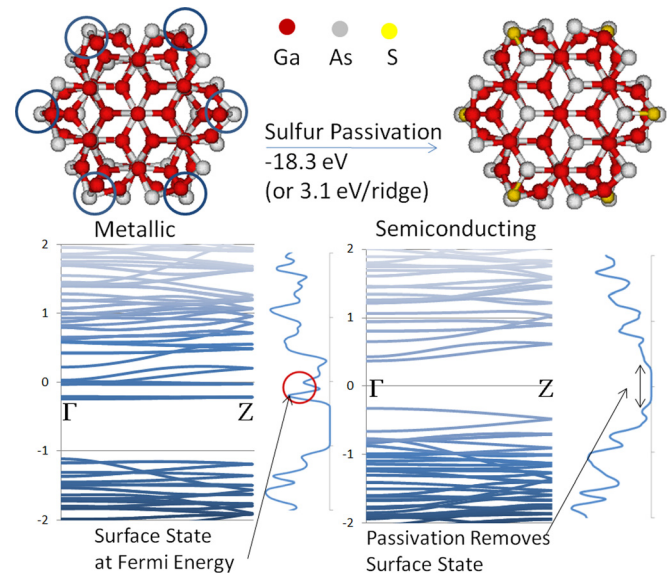 Ga As S
Sulfur Passivation
-18.3 eV
(or 3.1 eV/ridge)
Metallic
Semiconducting
2
1
0
-1
-2
Γ
Z
2
1
0
-1
-2
Γ
Z
Surface State
at Fermi Energy
Passivation Removes
Surface State